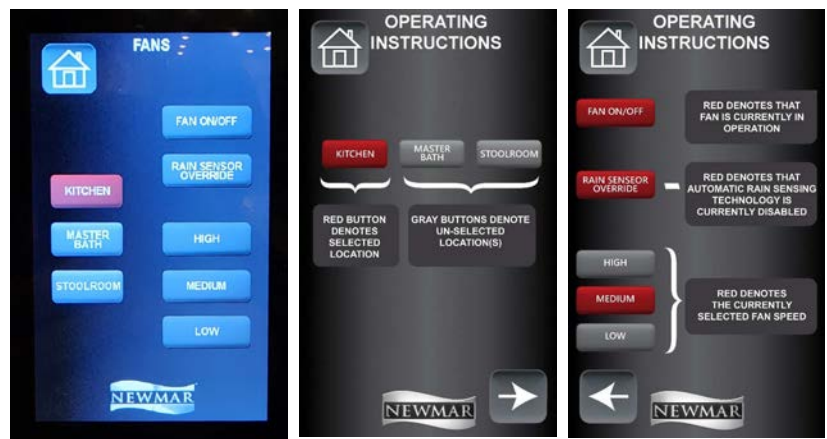 FANS
FAN ON/OFF
RAIN SENSOR
OVERRIDE
KITCHEN
MASTER
BATH
HIGH
STOOLROOM
MEDIUM
LOW
NEWMAR
OPERATING
INSTRUCTIONS
KITCHEN
MASTER
BATH
STOOLROOM
RED BUTTON
DENOTES
SELECTED
LOCATION
GRAY BUTTONS DENOTE
UN-SELECTED
LOCATION(S)
NEWMAR
OPERATING
INSTRUCTIONS
FAN ON/OFF
RED DENOTES THAT
FAN IS CURRENTLY IN
OPERATION
RAIN SENSEOR
OVERRIDE
RED DENOTES THAT
AUTOMATIC RAIN SENSING
TECHNOLOGY IS
CURRENTLY DISABLED
HIGH
MEDIUM
LOW
RED DENOTES
THE CURRENTLY
SELECTED FAN SPEED
NEWMAR